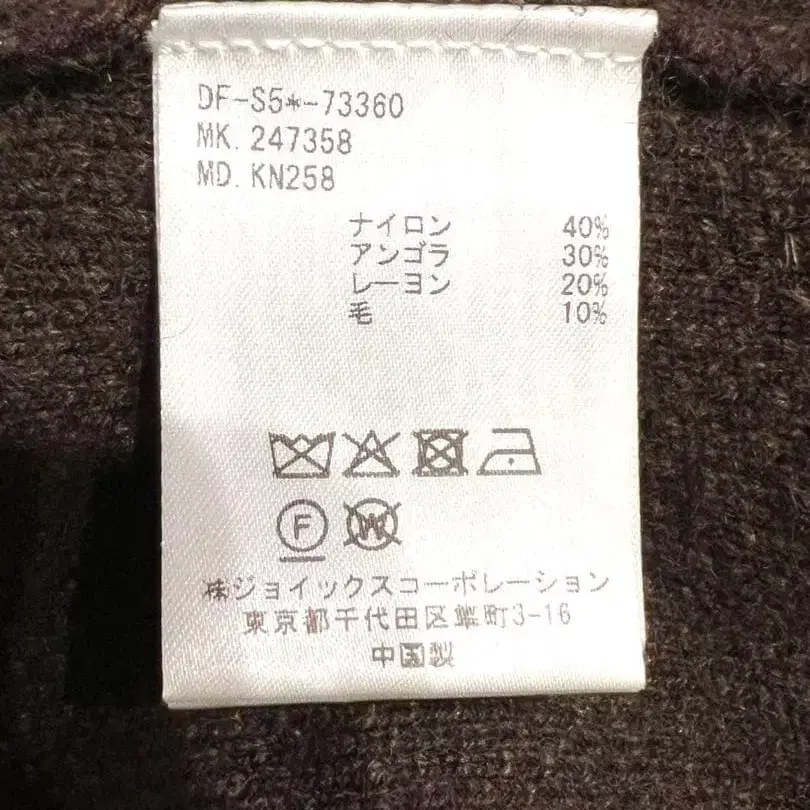 DF-S5*-73360
MK. 247358
MD. KN258
ナイロン 40%
アンゴラ 30%
レーヨン 20%
毛 10%
F W
㈱ジョイックスコーポレーション
東京都千代田区麹町3-16
中国製